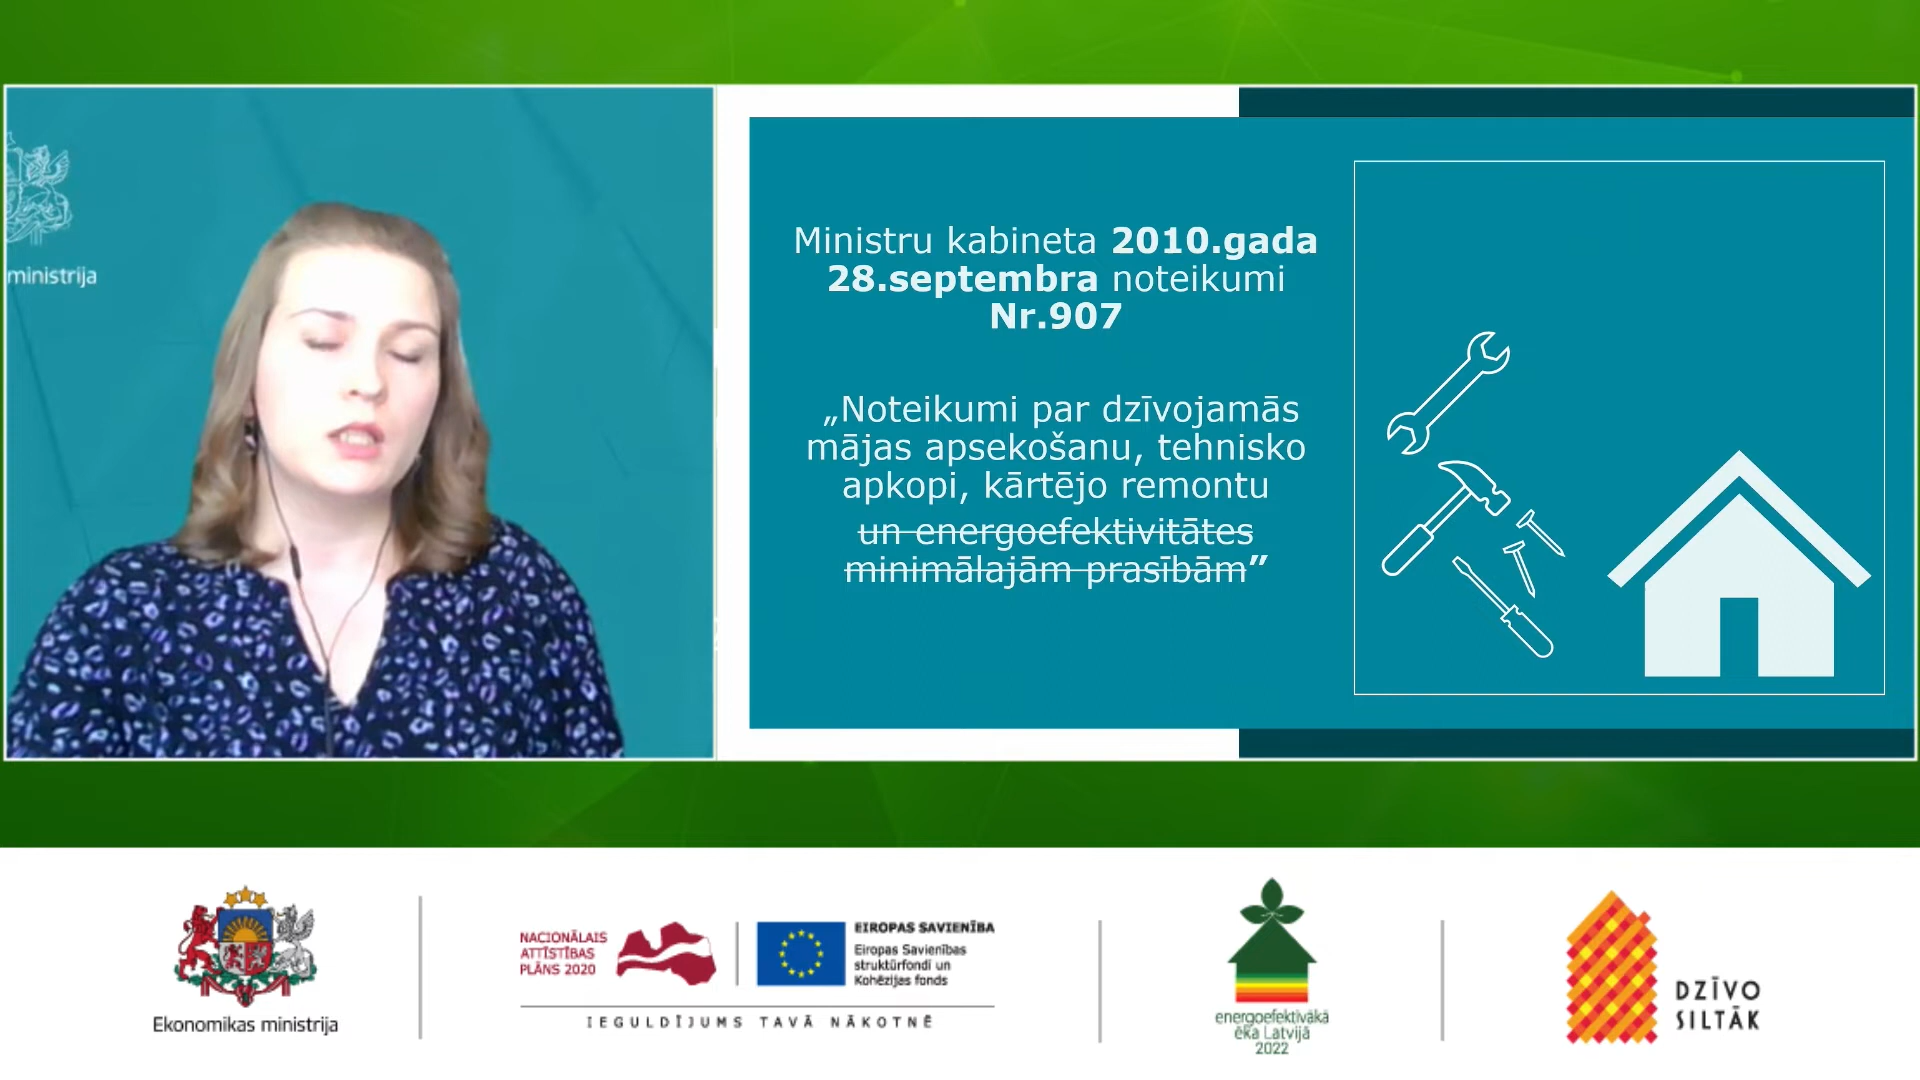 ministrija
Ministru kabineta 2010.gada
28.septembra noteikumi
Nr.907
„Noteikumi par dzīvojamās
mājas apsekošanu, tehnisko
apkopi, kārtējo remontu
un energoefektivitātes
minimālajām prasībām”
Ekonomikas ministrija
NACIONĀLAIS
ATTĪSTĪBAS
PLĀNS 2020
EIROPAS SAVIENĪBA
Eiropas Savienības
struktūrfondi un
Kohēzijas fonds
IEGULDĪJUMS TAVĀ NĀKOTNĒ
energoefektīvākā
ēka Latvijā
2022
DZĪVO
SILTĀK